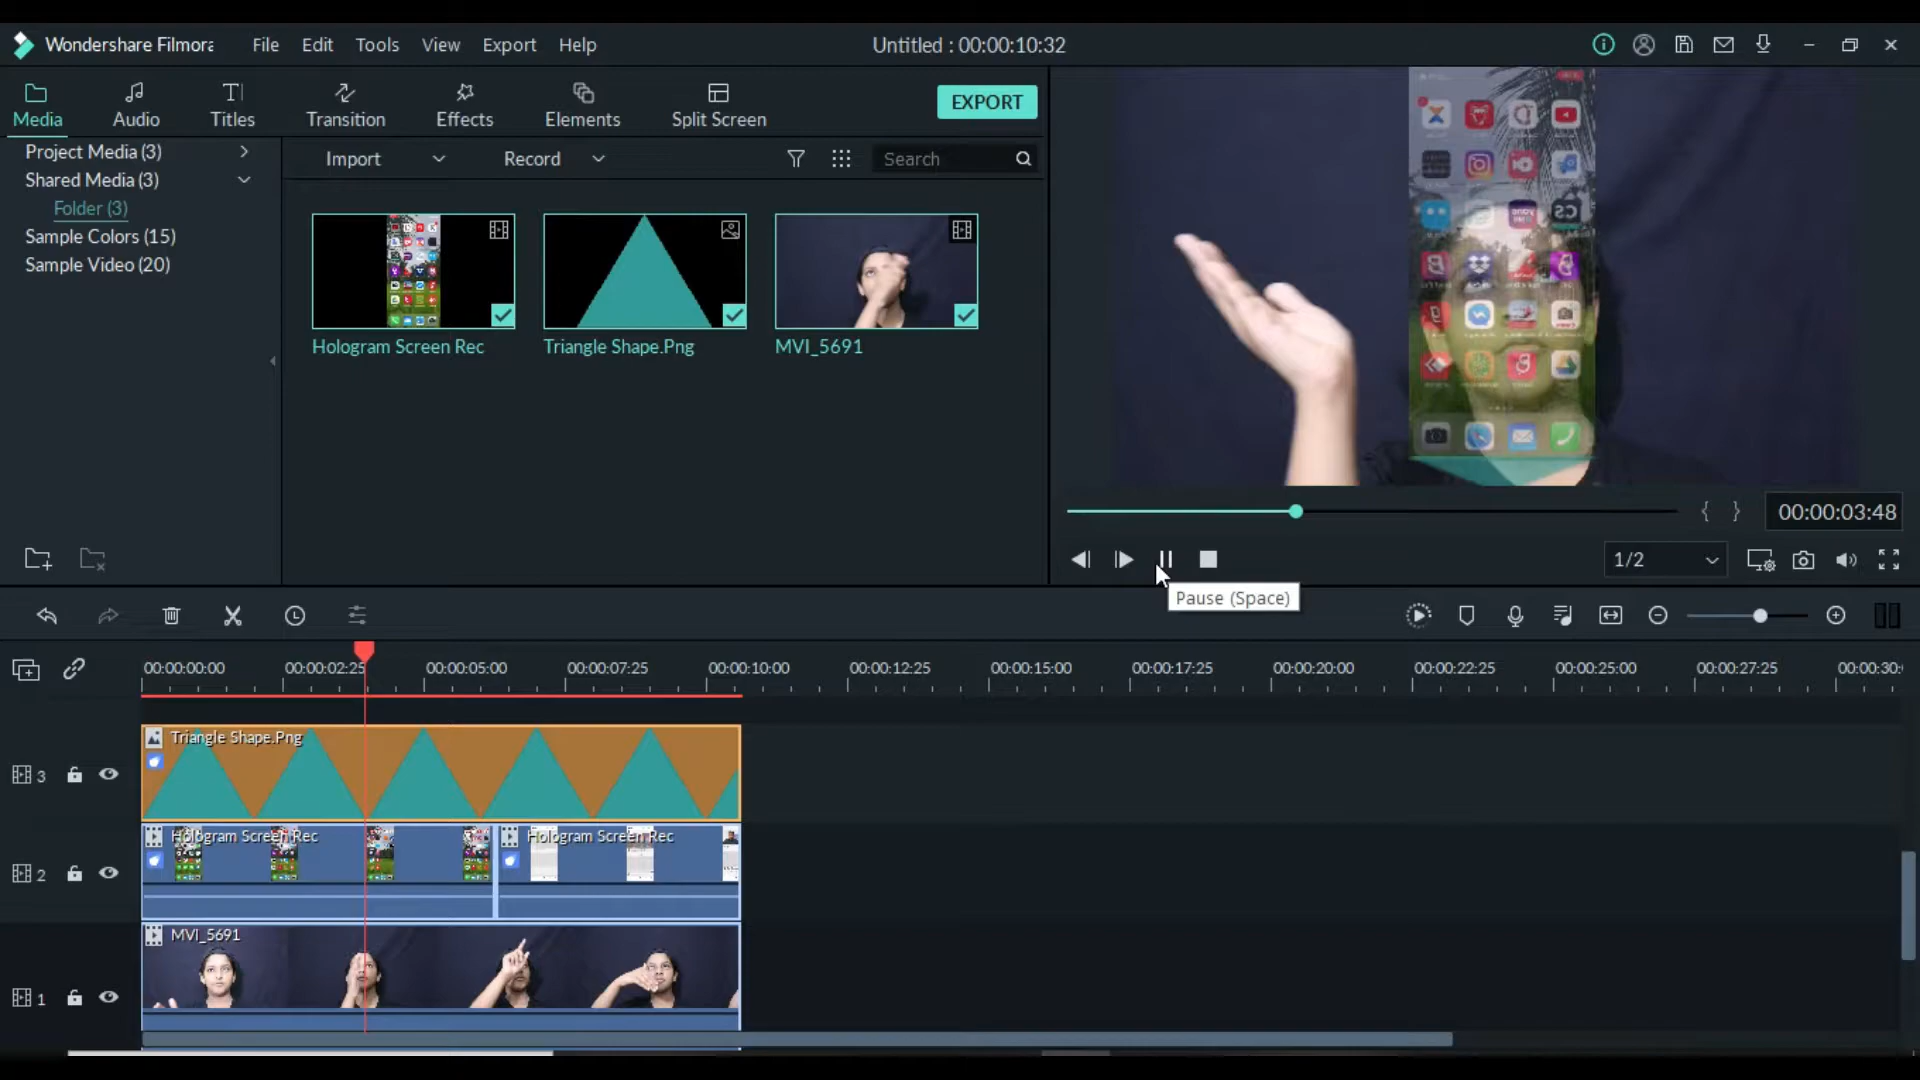 Wondershare Filmora
File Edit Tools View Export Help
Untitled : 00:00:10:32
Media Audio Titles Transition Effects Elements Split Screen
EXPORT
Project Media (3)
Shared Media (3)
Folder (3)
Sample Colors (15)
Sample Video (20)
Import Record Search
Hologram Screen Rec Triangle Shape.Png MVI_5691
00:00:03:48
1/2
Pause (Space)
00:00:00:00 00:00:02:25 00:00:05:00 00:00:07:25 00:00:10:00 00:00:12:25 00:00:15:00 00:00:17:25 00:00:20:00 00:00:22:25 00:00:25:00 00:00:27:25 00:00:30:
3 Triangle Shape.Png
2 Hologram Screen Rec Hologram Screen Rec
1 MVI_5691